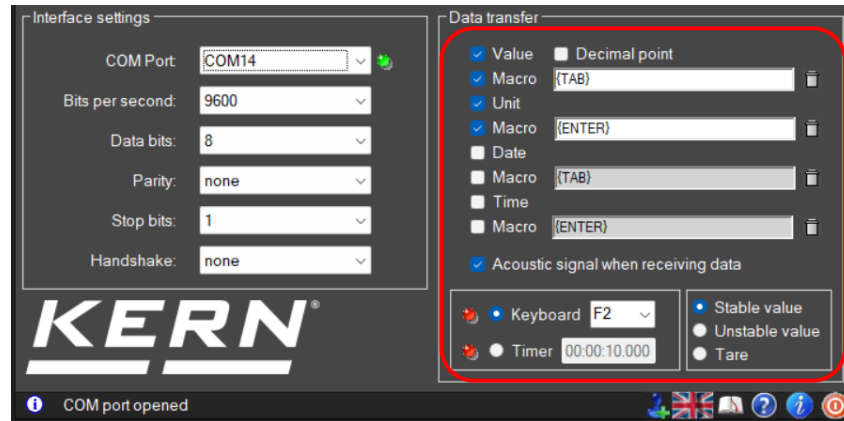 Interface settings
COM Port: COM14
Bits per second: 9600
Data bits: 8
Parity: none
Stop bits: 1
Handshake: none
KERN®
Data transfer
Value Decimal point
Macro {TAB}
Unit
Macro {ENTER}
Date
Macro {TAB}
Time
Macro {ENTER}
Acoustic signal when receiving data
Keyboard F2
Timer 00:00:10.000
Stable value
Unstable value
Tare
COM port opened